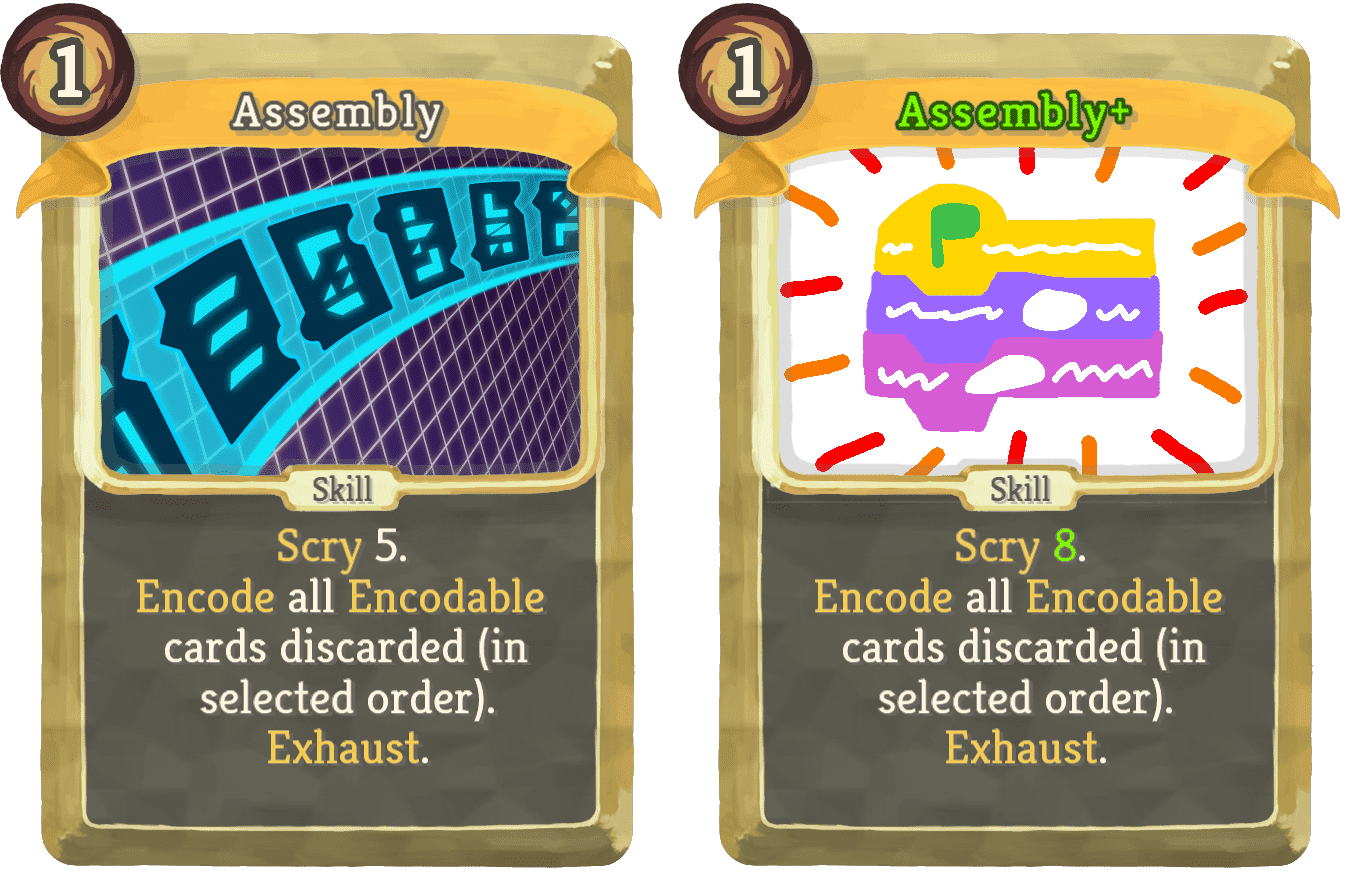 1
Assembly
Skill
Scry 5.
Encode all Encodable
cards discarded (in
selected order).
Exhaust.
1
Assembly+
Skill
Scry 8.
Encode all Encodable
cards discarded (in
selected order).
Exhaust.